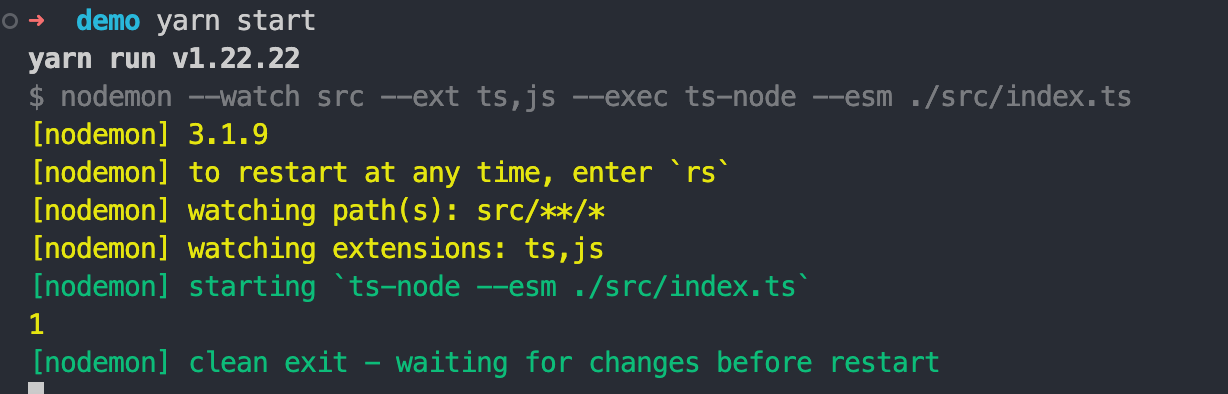 ➜ demo yarn start
yarn run v1.22.22
$ nodemon --watch src --ext ts,js --exec ts-node --esm ./src/index.ts
[nodemon] 3.1.9
[nodemon] to restart at any time, enter `rs`
[nodemon] watching path(s): src/**/*
[nodemon] watching extensions: ts,js
[nodemon] starting `ts-node --esm ./src/index.ts`
1
[nodemon] clean exit - waiting for changes before restart